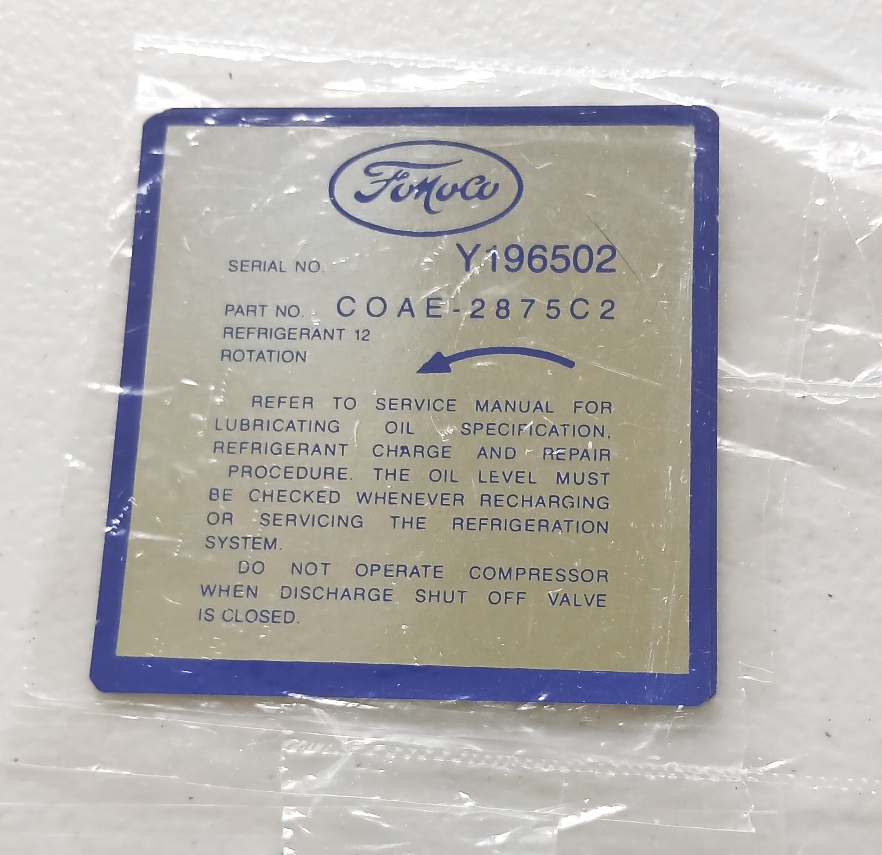 FoMoCo
SERIAL NO. Y196502
PART NO. COAE-2875C2
REFRIGERANT 12
ROTATION
REFER TO SERVICE MANUAL FOR
LUBRICATING OIL SPECIFICATION,
REFRIGERANT CHARGE AND REPAIR
PROCEDURE. THE OIL LEVEL MUST
BE CHECKED WHENEVER RECHARGING
OR SERVICING THE REFRIGERATION
SYSTEM.
DO NOT OPERATE COMPRESSOR
WHEN DISCHARGE SHUT OFF VALVE
IS CLOSED.